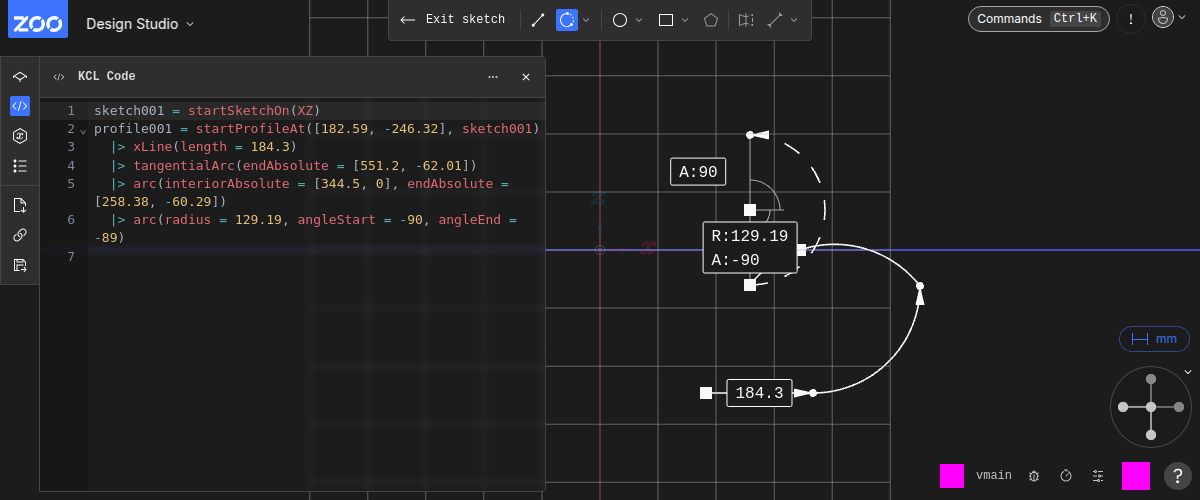 ZOO
Design Studio
Exit sketch
Commands Ctrl+K
!
</> KCL Code
1 sketch001 = startSketchOn(XZ)
2 profile001 = startProfileAt([182.59, -246.32], sketch001)
3 |> xLine(length = 184.3)
4 |> tangentialArc(endAbsolute = [551.2, -62.01])
5 |> arc(interiorAbsolute = [344.5, 0], endAbsolute =
[258.38, -60.29])
6 |> arc(radius = 129.19, angleStart = -90, angleEnd =
-89)
7
A:90
R:129.19
A:-90
184.3
z
x
mm
vmain
?